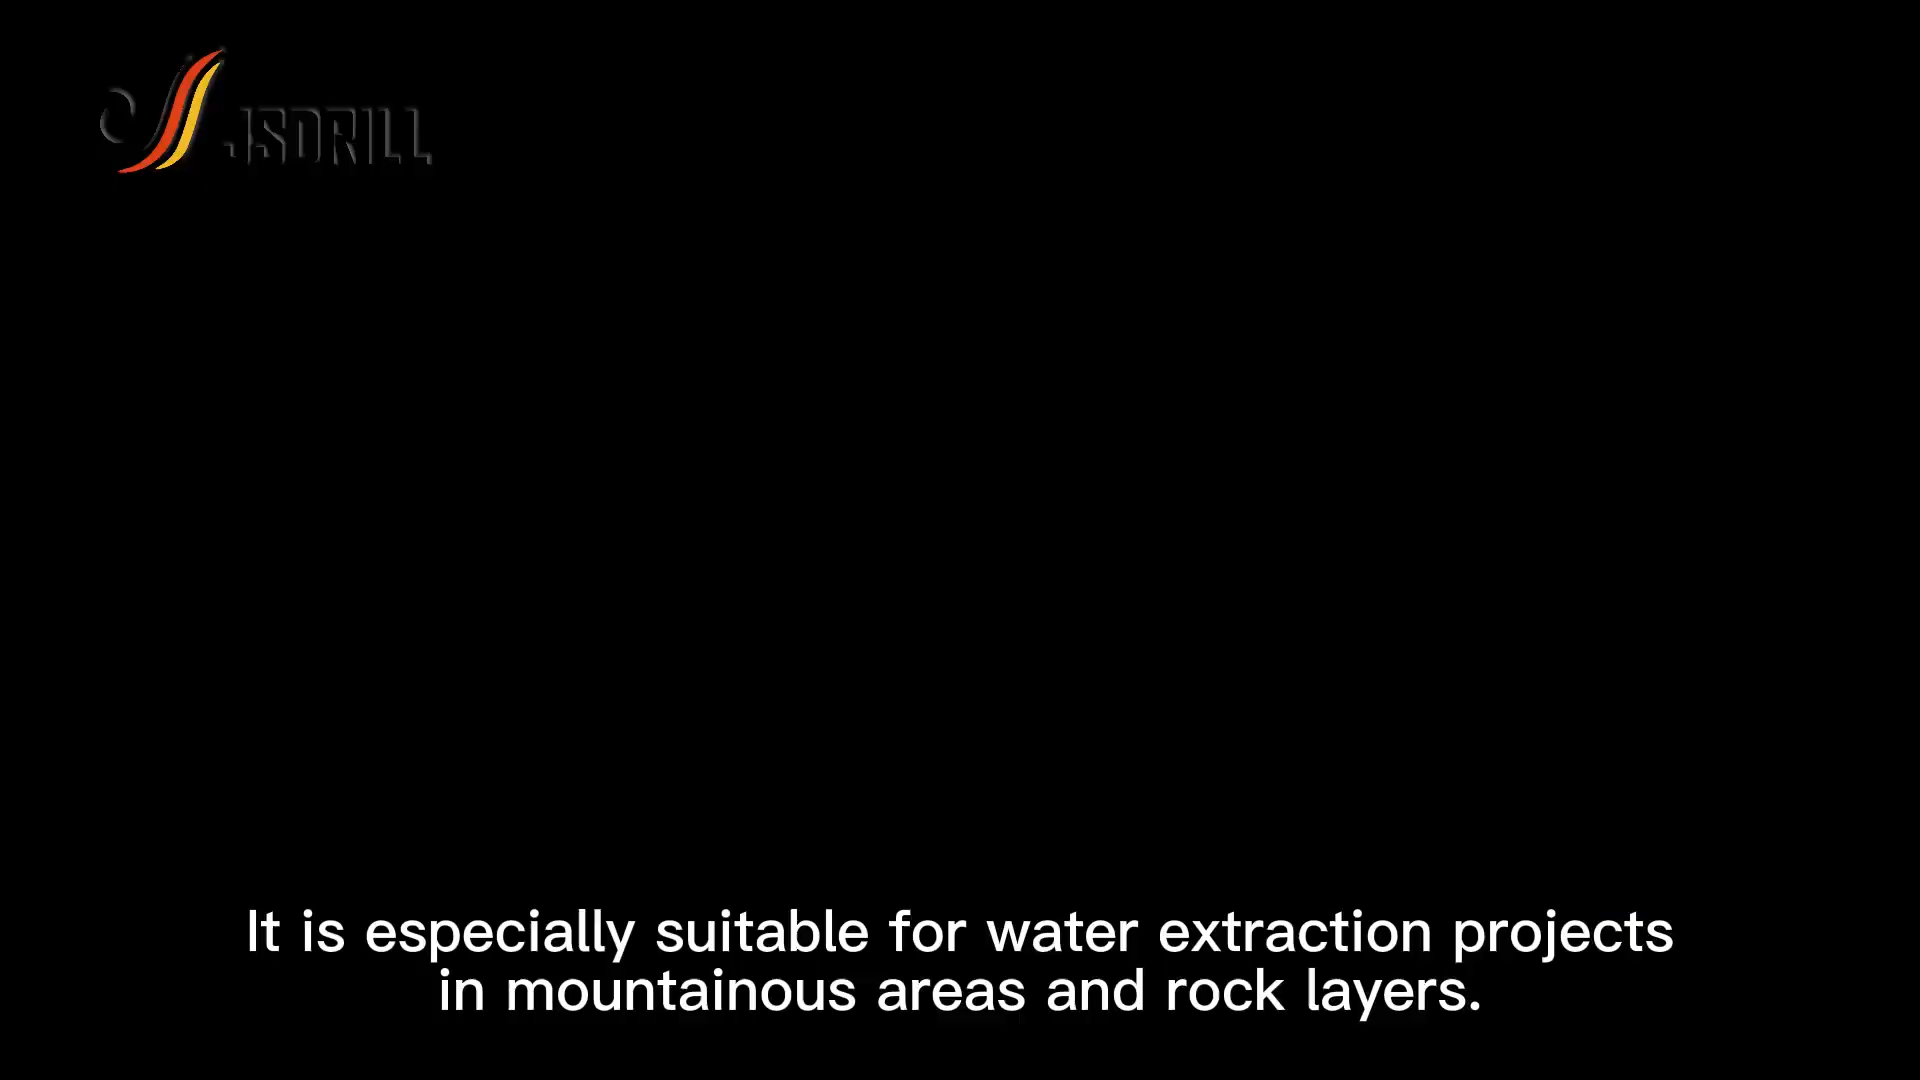 JSDRILL
It is especially suitable for water extraction projects
in mountainous areas and rock layers.